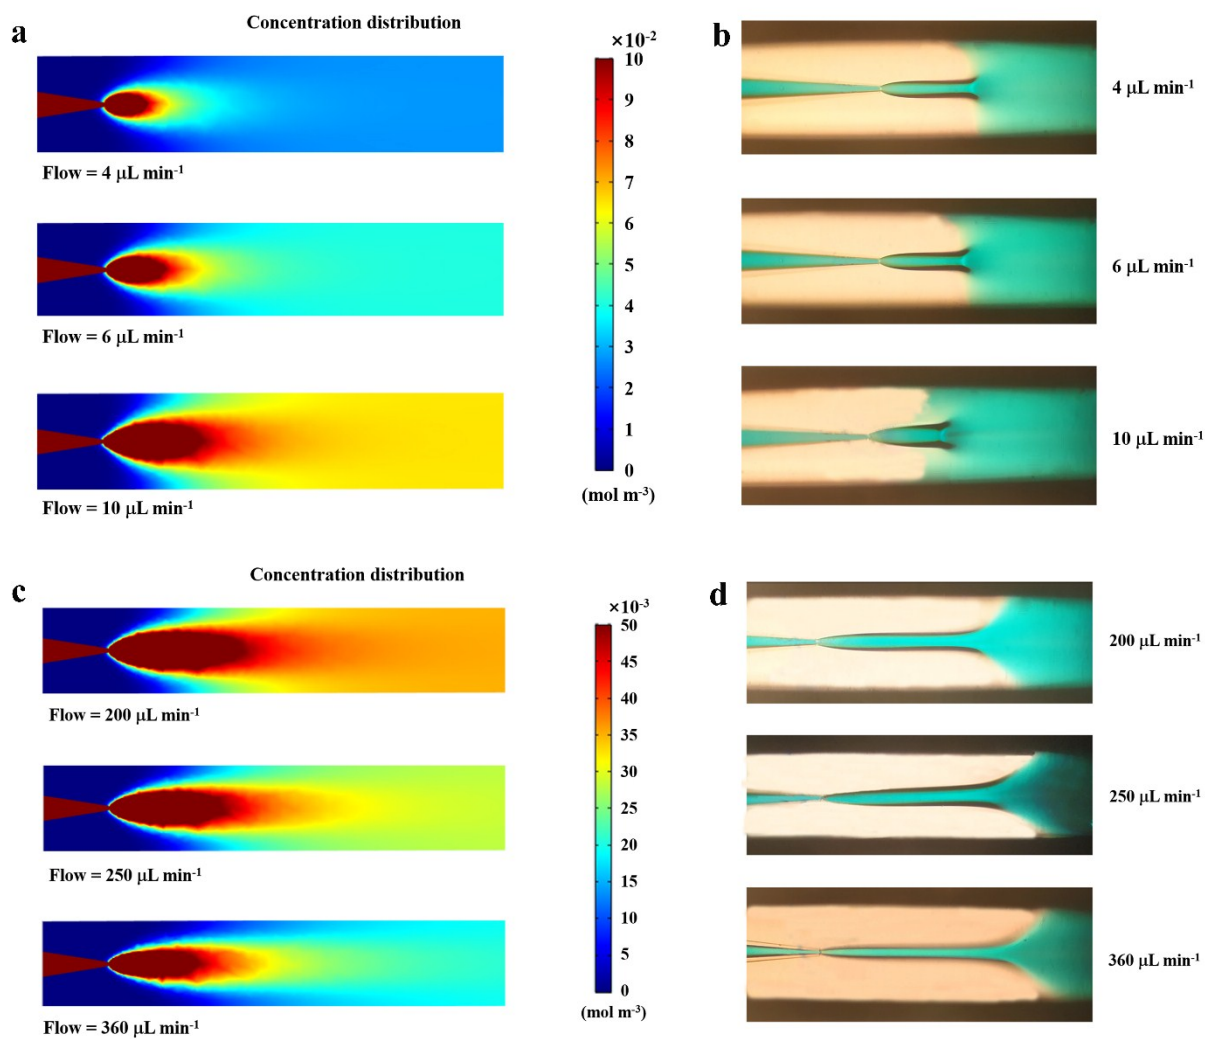 a
Concentration distribution
×10-2
10
9
8
7
6
5
4
3
2
1
0
(mol m-3)
Flow = 4 μL min-1
Flow = 6 μL min-1
Flow = 10 μL min-1
b
4 μL min-1
6 μL min-1
10 μL min-1
c
Concentration distribution
×10-3
50
45
40
35
30
25
20
15
10
5
0
(mol m-3)
Flow = 200 μL min-1
Flow = 250 μL min-1
Flow = 360 μL min-1
d
200 μL min-1
250 μL min-1
360 μL min-1